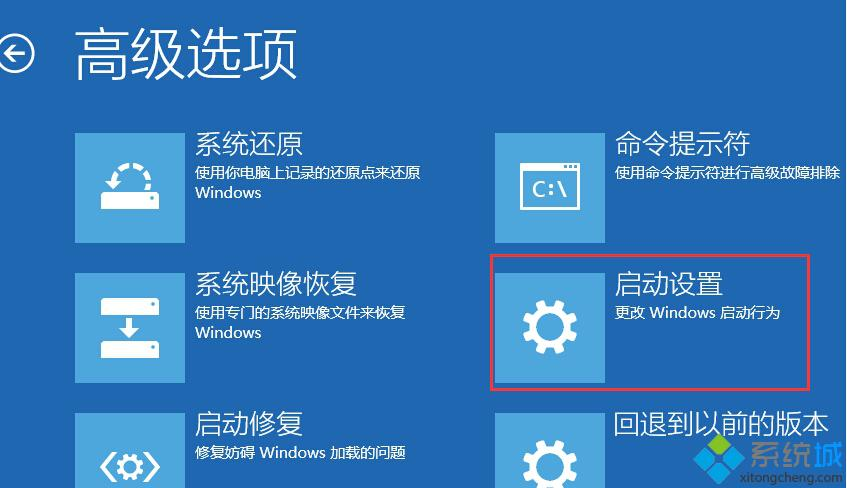 高级选项
系统还原
使用你电脑上记录的还原点来还原
Windows
命令提示符
使用命令提示符进行高级故障排除
C:\
系统映像恢复
使用专门的系统映像文件来恢复
Windows
启动设置
更改 Windows 启动行为
启动修复
修复妨碍 Windows 加载的问题
回退到以前的版本
系统城
xitongcheng.com